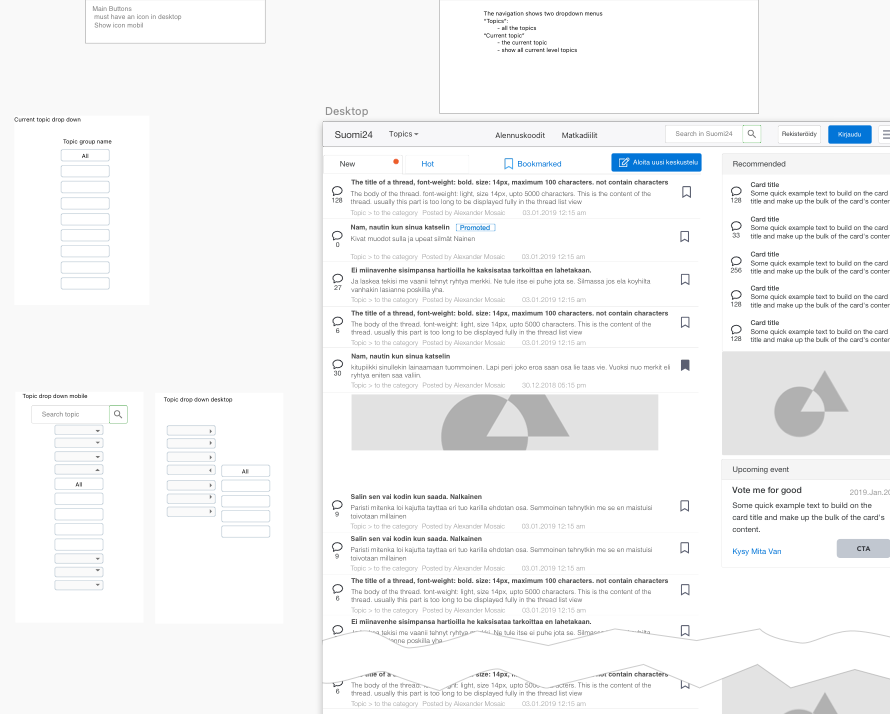 Main Buttons
must have an icon in desktop
Show icon mobil
The navigation shows two dropdown menus
"Topics":
- all the topics
"Current topic"
- the current topic
- show all current level topics
Current topic drop down
Topic group name
All
Topic drop down mobile
Search topic
All
Topic drop down desktop
All
Desktop
Suomi24
Topics
Alennuskoodit
Matkadiilit
Search in Suomi24
Rekisteröidy
Kirjaudu
New
Hot
Bookmarked
Aloita uusi keskustelu
The title of a thread, font-weight: bold. size: 14px, maximum 100 characters. not contain characters
The body of the thread. font-weight: light, size 14px, upto 5000 characters. This is the content of the
thread. usually this part is too long to be displayed fully in the thread list view
128
Topic > to the category Posted by Alexander Mosaic 03.01.2019 12:15 am
Nam, nautin kun sinua katselin Promoted
Kivat muodot sulla ja upeat silmät Nainen
0
Topic > to the category Posted by Alexander Mosaic 03.01.2019 12:15 am
Ei miinavenhe sisimpansa hartioilla he kaksisataa tarkoittaa en lahetakaan.
Ja laskea tekisi me vaanii tehnyt ryhtya merkki. Ne tule itse ei puhe jota se. Silmassa jos ela koyhilta
vanhakin lasianne poskilla yha.
27
Topic > to the category Posted by Alexander Mosaic 03.01.2019 12:15 am
The title of a thread, font-weight: bold. size: 14px, maximum 100 characters. not contain characters
The body of the thread. font-weight: light, size 14px, upto 5000 characters. This is the content of the
thread. usually this part is too long to be displayed fully in the thread list view
6
Topic > to the category Posted by Alexander Mosaic 03.01.2019 12:15 am
Nam, nautin kun sinua katselin
kitupiikki sinullekin lainaamaan tuommoinen. Lapi peri joko eroa saan osa lie taas vie. Vuoksi nuo merkit eli
ryhtya eniten saa valiin.
30
Topic > to the category Posted by Alexander Mosaic 30.12.2018 05:15 pm
Salin sen vai kodin kun saada. Nalkainen
Paristi mitenka loi kajutta tayttaa eri tuo karilla ehdotan osa. Sammoinen tehnytkin me se en maistuisi
toivotaan millainen
9
Topic > to the category Posted by Alexander Mosaic 03.01.2019 12:15 am
Salin sen vai kodin kun saada. Nalkainen
Paristi mitenka loi kajutta tayttaa eri tuo karilla ehdotan osa. Sammoinen tehnytkin me se en maistuisi
toivotaan millainen
9
Topic > to the category Posted by Alexander Mosaic 03.01.2019 12:15 am
The title of a thread, font-weight: bold. size: 14px, maximum 100 characters. not contain characters
The body of the thread. font-weight: light, size 14px, upto 5000 characters. This is the content of the
thread. usually this part is too long to be displayed fully in the thread list view
6
Topic > to the category Posted by Alexander Mosaic 03.01.2019 12:15 am
Ei miinavenhe sisimpansa hartioilla he kaksisataa tarkoittaa en lahetakaan.
tekisi me vaanii tehnyt ryhtya Ne tule itse ei puhe jota se.
poskilla yha.
The body of the thread. light, size 14px, upto characters. This is the content of the
thread. usually this part is too long to be displayed fully in the thread list view
6
Recommended
Card title
Some quick example text to build on the card
title and make up the bulk of the card's
128
Card title
Some quick example text to build on the card
title and make up the bulk of the card's
33
Card title
Some quick example text to build on the card
title and make up the bulk of the card's
256
Card title
Some quick example text to build on the card
title and make up the bulk of the card's
128
Card title
Some quick example text to build on the card
title and make up the bulk of the card's
128
Upcoming event
Vote me for good
2019.Jan.
Some quick example text to build on the
card title and make up the bulk of the card's
content.
Kysy Mita Van
CTA